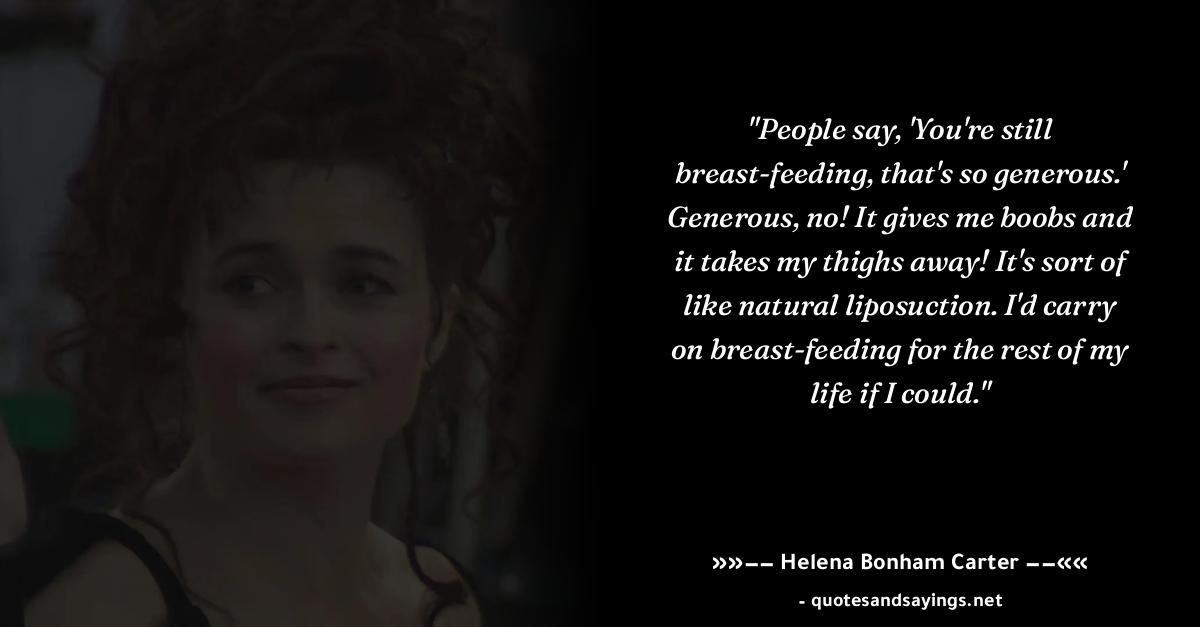 "People say, 'You're still
breast-feeding, that's so generous.'
Generous, no! It gives me boobs and
it takes my thighs away! It's sort of
like natural liposuction. I'd carry
on breast-feeding for the rest of my
life if I could."
»»–– Helena Bonham Carter ––««
- quotesandsayings.net